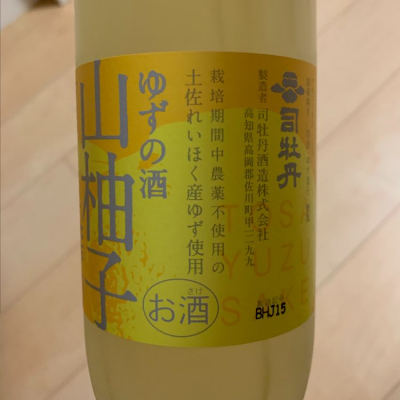 司牡丹
製造者 司牡丹酒造株式会社
高知県高岡郡佐川町甲一二九九
栽培期間中農薬不使用の
土佐れいほく産ゆず使用
ゆずの酒
山柚子
さけ
お酒
YUZU
SAKE
BHJ15